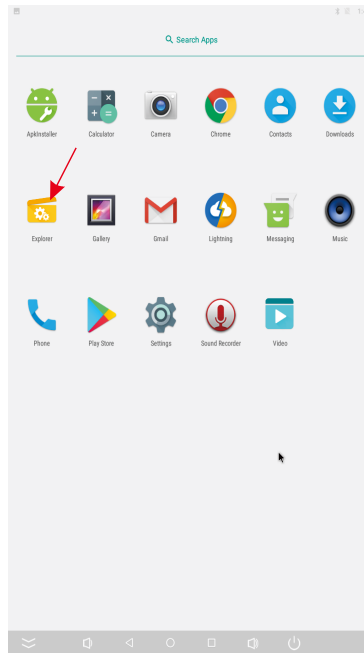 Search Apps
ApkInstaller Calculator Camera Chrome Contacts Downloads
Explorer Gallery Gmail Lightning Messaging Music
Phone Play Store Settings Sound Recorder Video